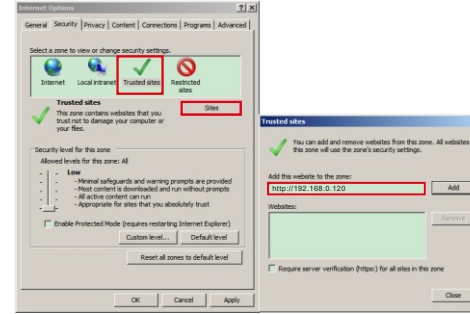 Internet Options
? X
General Security Privacy Content Connections Programs Advanced
Select a zone to view or change security settings.
Internet Local intranet Trusted sites Restricted
sites
Trusted sites
Sites
This zone contains websites that you
trust not to damage your computer or
your files.
Security level for this zone
Allowed levels for this zone: All
Low
-Minimal safeguards and warning prompts are provided
-Most content is downloaded and run without prompts
-All active content can run
-Appropriate for sites that you absolutely trust
Enable Protected Mode (requires restarting Internet Explorer)
Custom level... Default level
Reset all zones to default level
OK Cancel Apply
Trusted sites
You can add and remove websites from this zone. All websites
this zone will use the zone's security settings.
Add this website to the zone:
http://192.168.0.120 Add
Websites:
Remove
Require server verification (https:) for all sites in this zone
Close